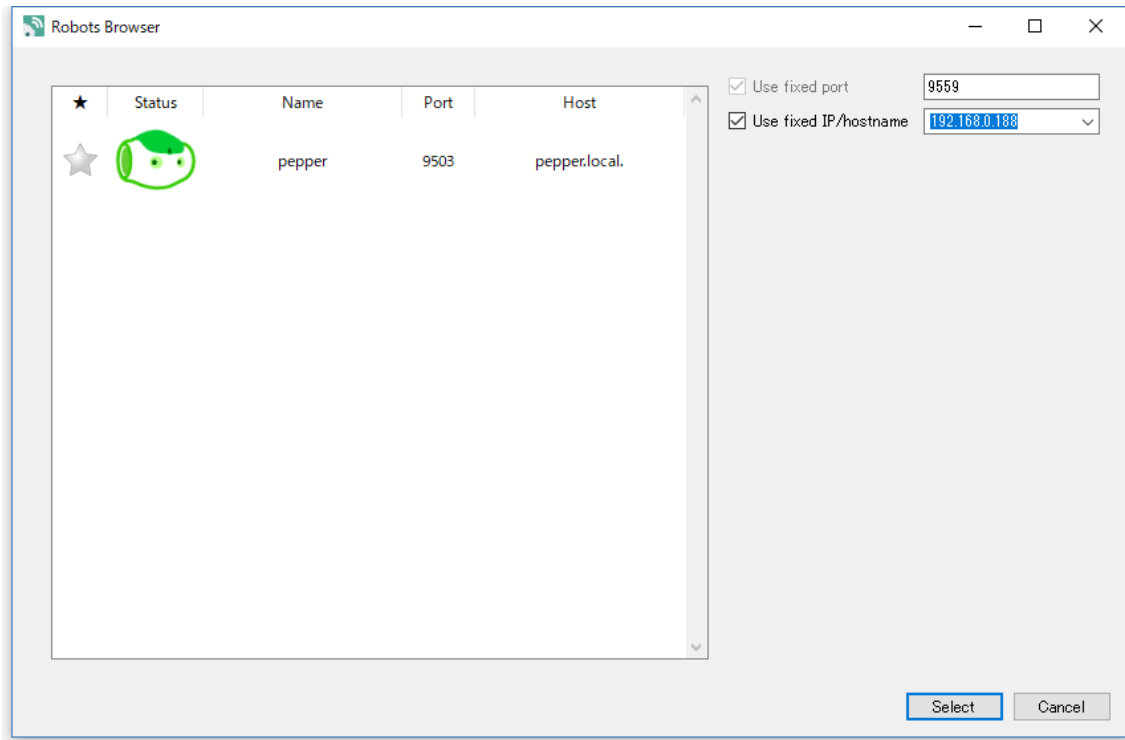 Robots Browser
★ Status Name Port Host
pepper 9503 pepper.local.
Use fixed port 9559
Use fixed IP/hostname 192.168.0.188
Select Cancel